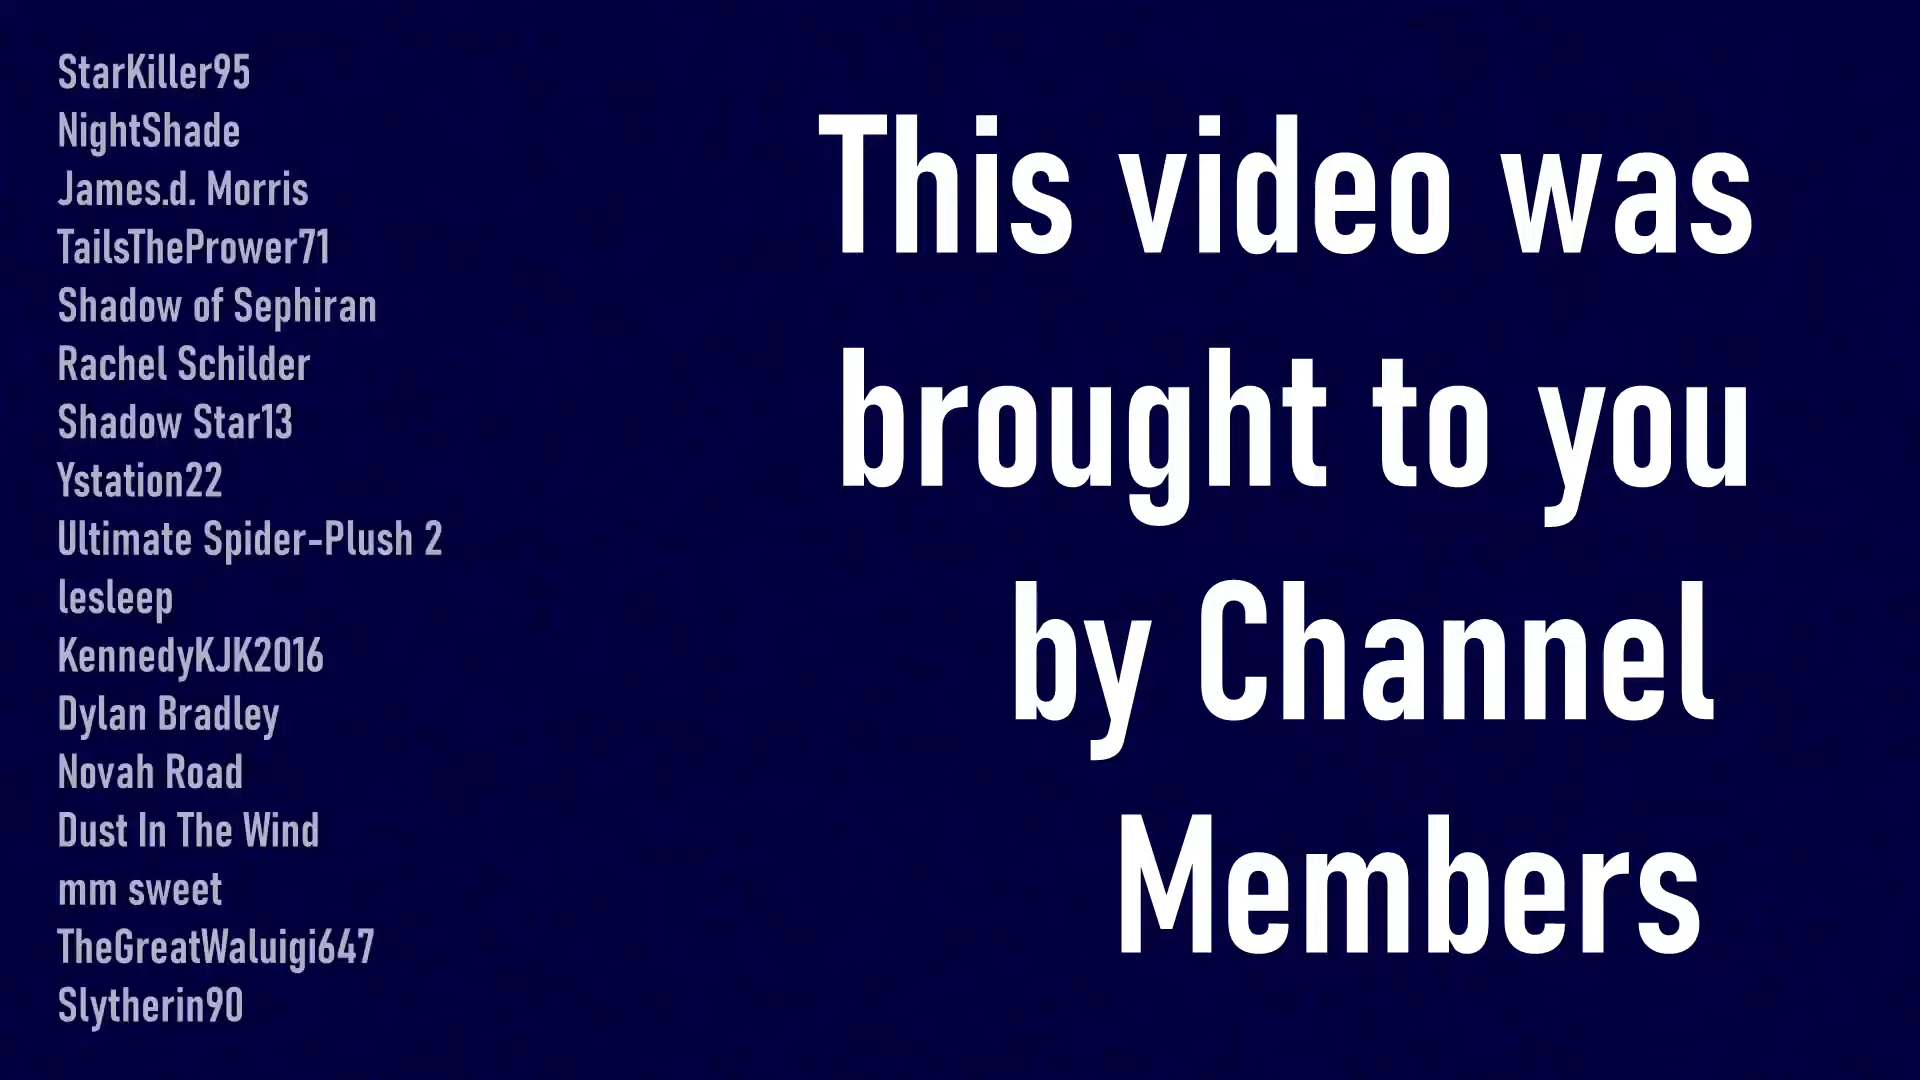 StarKiller95
NightShade
James.d. Morris
TailsThePrower71
Shadow of Sephiran
Rachel Schilder
Shadow Star13
Ystation22
Ultimate Spider-Plush 2
lesleep
KennedyKJK2016
Dylan Bradley
Novah Road
Dust In The Wind
mm sweet
TheGreatWaluigi647
Slytherin90
This video was
brought to you
by Channel
Members